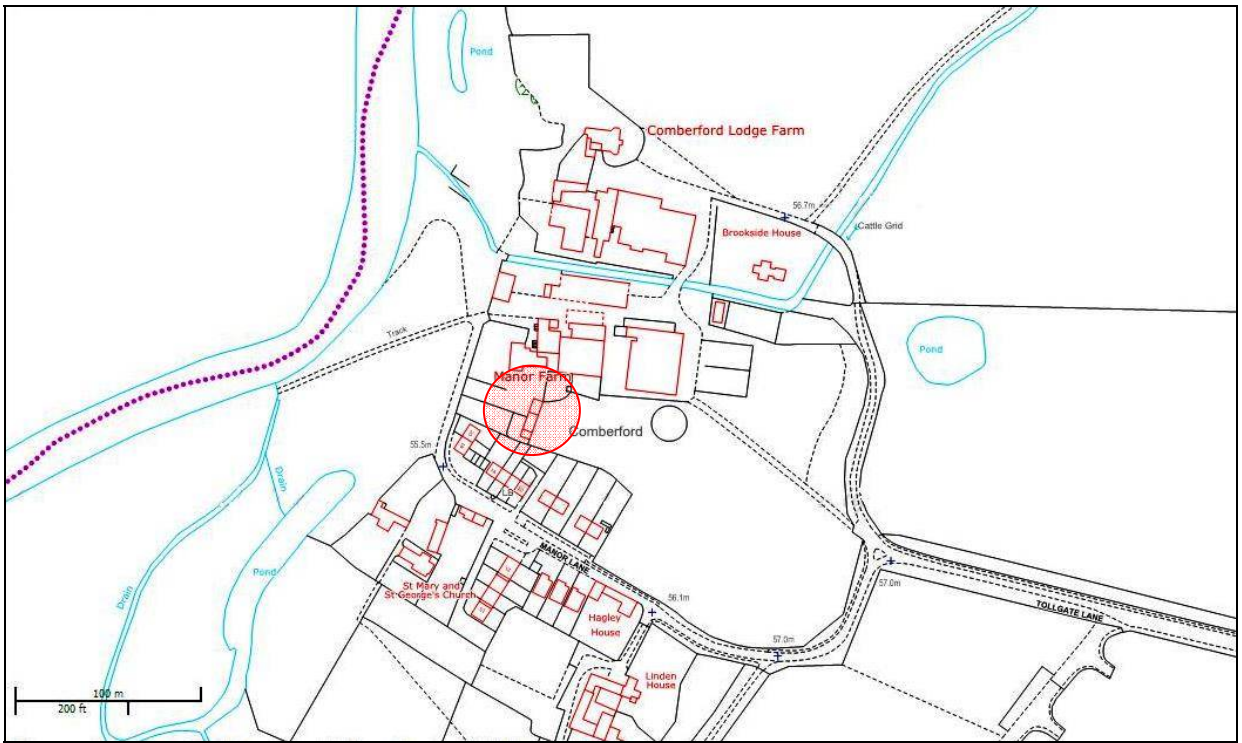 Pond
Comberford Lodge Farm
56.7m
Brookside House
Cattle Grid
Track
Pond
Manor Farm
Comberford
55.5m
LB
Drain
MANOR LANE
Pond
St Mary and
St George's Church
Drain
Hagley
House
56.1m
57.0m
TOLLGATE LANE
57.0m
Linden
House
100 m
200 ft